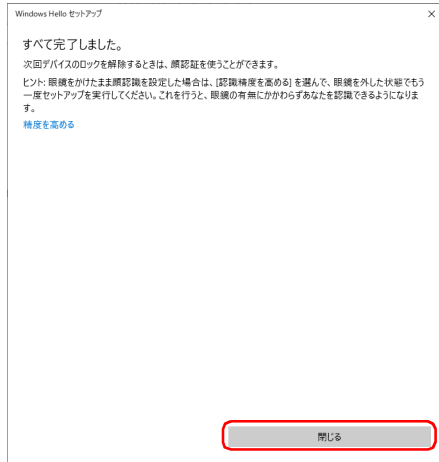 Windows Hello セットアップ
すべて完了しました。
次回デバイスのロックを解除するときは、顔認証を使うことができます。
ヒント: 眼鏡をかけたまま顔認識を設定した場合は、[認識精度を高める] を選んで、眼鏡を外した状態でもう
一度セットアップを実行してください。これを行うと、眼鏡の有無にかかわらずあなたを認識できるようになりま
す。
精度を高める
閉じる